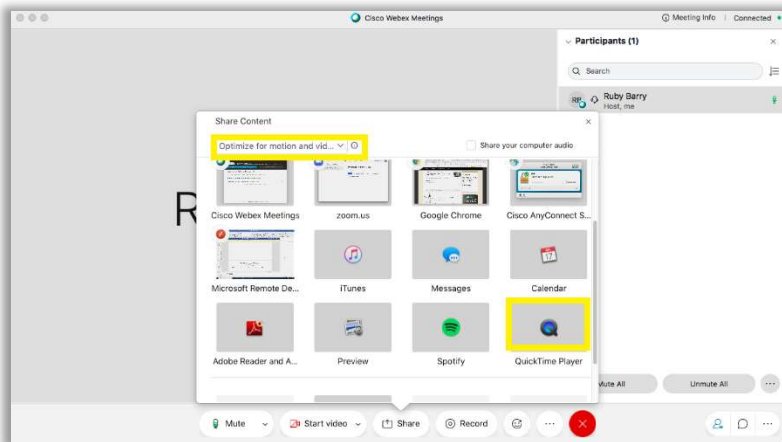 Cisco Webex Meetings
Meeting Info | Connected
Participants (1)
Search
RB
Ruby Barry
Host, me
Share Content
Optimize for motion and vid...
Share your computer audio
R
Cisco Webex Meetings
zoom.us
Google Chrome
Cisco AnyConnect S...
Microsoft Remote De...
iTunes
Messages
17
Calendar
Adobe Reader and A...
Preview
Spotify
QuickTime Player
Mute All
Unmute All
Mute
Start video
Share
Record